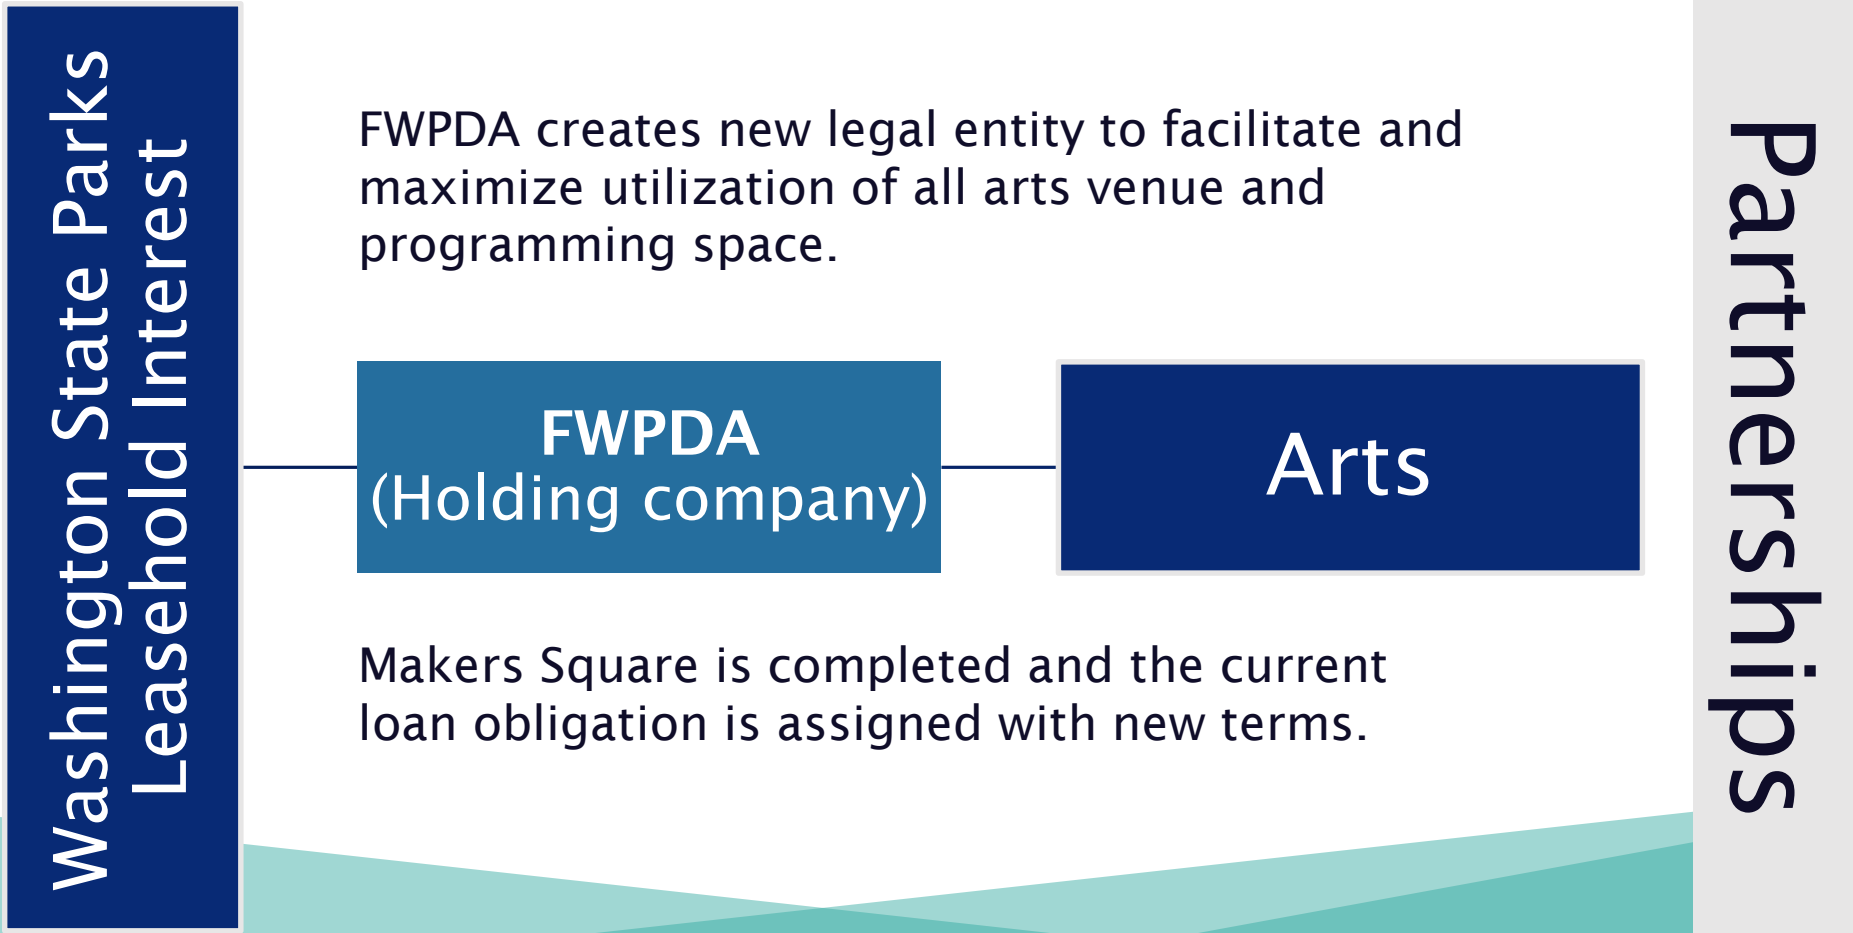 Washington State Parks
Leasehold Interest
FWPDA creates new legal entity to facilitate and
maximize utilization of all arts venue and
programming space.
FWPDA
(Holding company)
Arts
Makers Square is completed and the current
loan obligation is assigned with new terms.
Partnerships